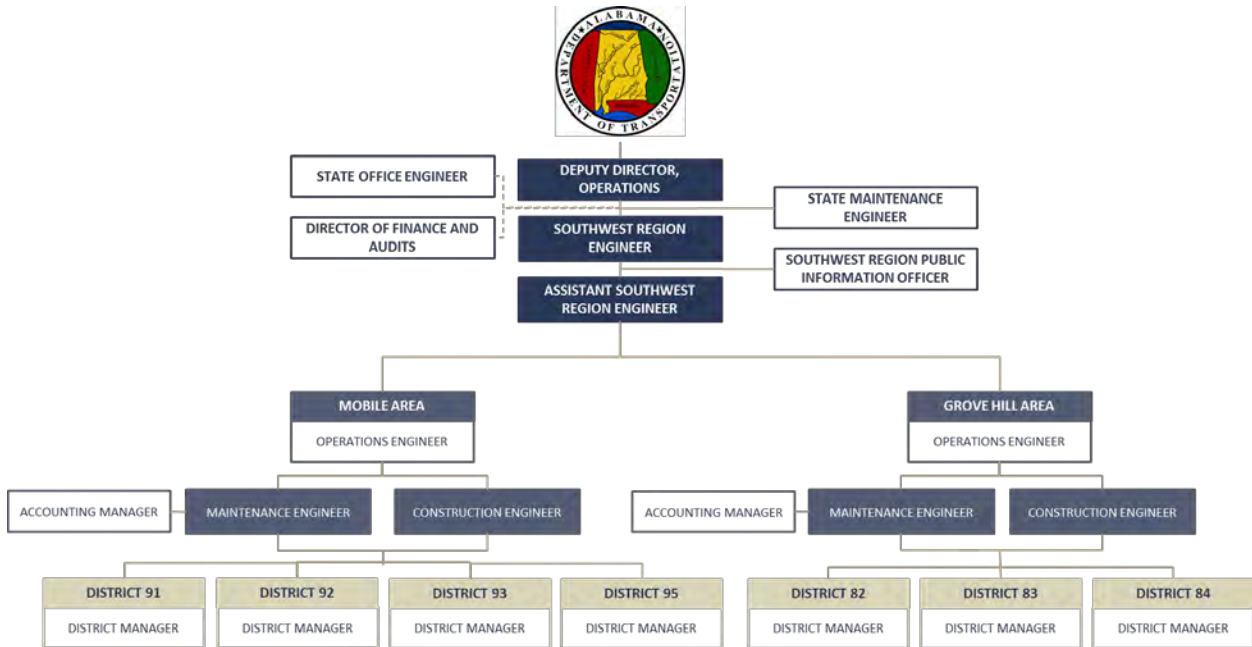 ALABAMA
DEPARTMENT OF TRANSPORTATION
STATE OFFICE ENGINEER
DEPUTY DIRECTOR,
OPERATIONS
STATE MAINTENANCE
ENGINEER
DIRECTOR OF FINANCE AND
AUDITS
SOUTHWEST REGION
ENGINEER
SOUTHWEST REGION PUBLIC
INFORMATION OFFICER
ASSISTANT SOUTHWEST
REGION ENGINEER
MOBILE AREA
OPERATIONS ENGINEER
GROVE HILL AREA
OPERATIONS ENGINEER
ACCOUNTING MANAGER
MAINTENANCE ENGINEER
CONSTRUCTION ENGINEER
ACCOUNTING MANAGER
MAINTENANCE ENGINEER
CONSTRUCTION ENGINEER
DISTRICT 91
DISTRICT MANAGER
DISTRICT 92
DISTRICT MANAGER
DISTRICT 93
DISTRICT MANAGER
DISTRICT 95
DISTRICT MANAGER
DISTRICT 82
DISTRICT MANAGER
DISTRICT 83
DISTRICT MANAGER
DISTRICT 84
DISTRICT MANAGER